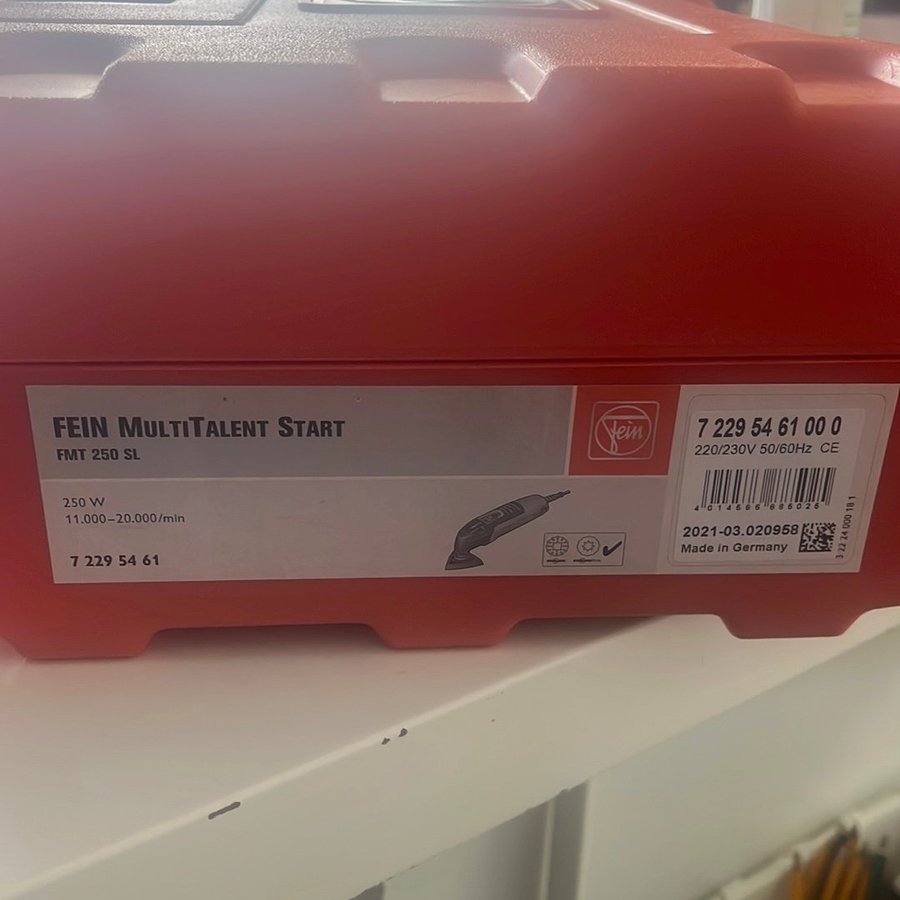 FEIN MULTITALENT START
FMT 250 SL
250 W
11.000–20.000/min
7 229 54 61
Fein
7 229 54 61 00 0
220/230V 50/60Hz CE
2021-03.020958
Made in Germany